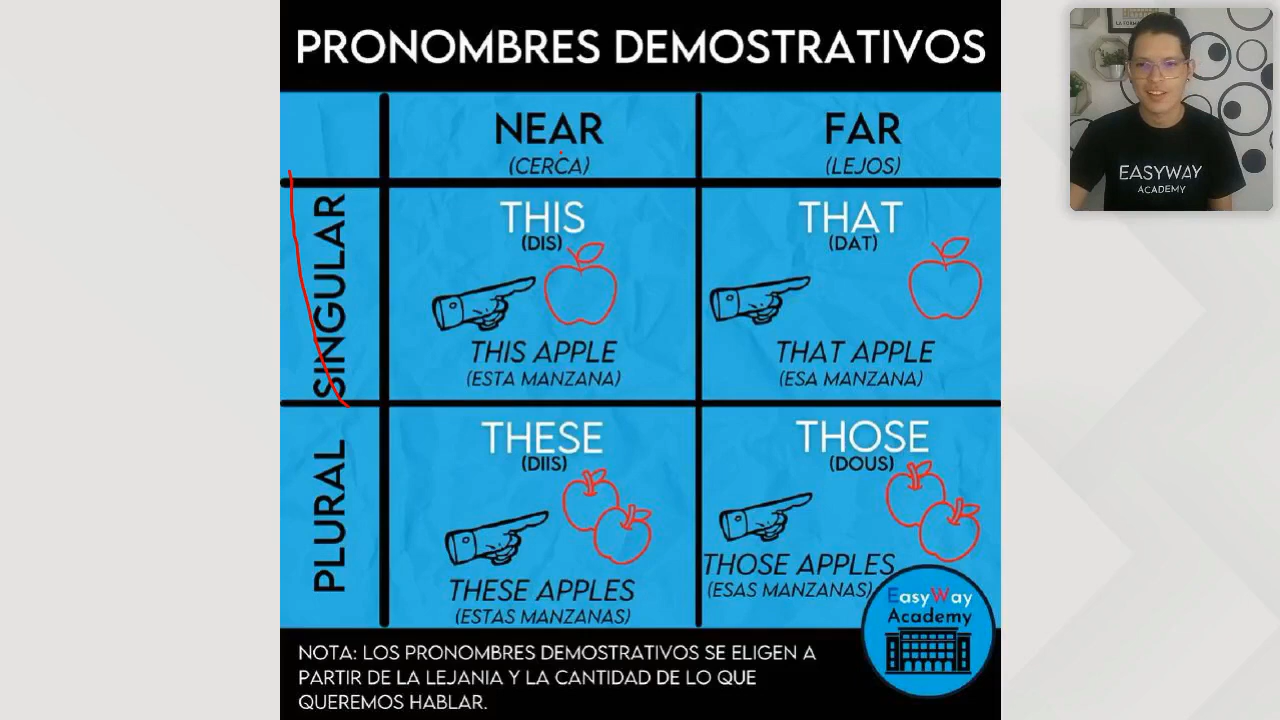 PRONOMBRES DEMOSTRATIVOS
NEAR
(CERCA)
FAR
(LEJOS)
SINGULAR
THIS
(DIS)
THIS APPLE
(ESTA MANZANA)
THAT
(DAT)
THAT APPLE
(ESA MANZANA)
PLURAL
THESE
(DIIS)
THESE APPLES
(ESTAS MANZANAS)
THOSE
(DOUS)
THOSE APPLES
(ESAS MANZANAS)
EasyWay
Academy
NOTA: LOS PRONOMBRES DEMOSTRATIVOS SE ELIGEN A
PARTIR DE LA LEJANIA Y LA CANTIDAD DE LO QUE
QUEREMOS HABLAR.
EASYWAY
ACADEMY